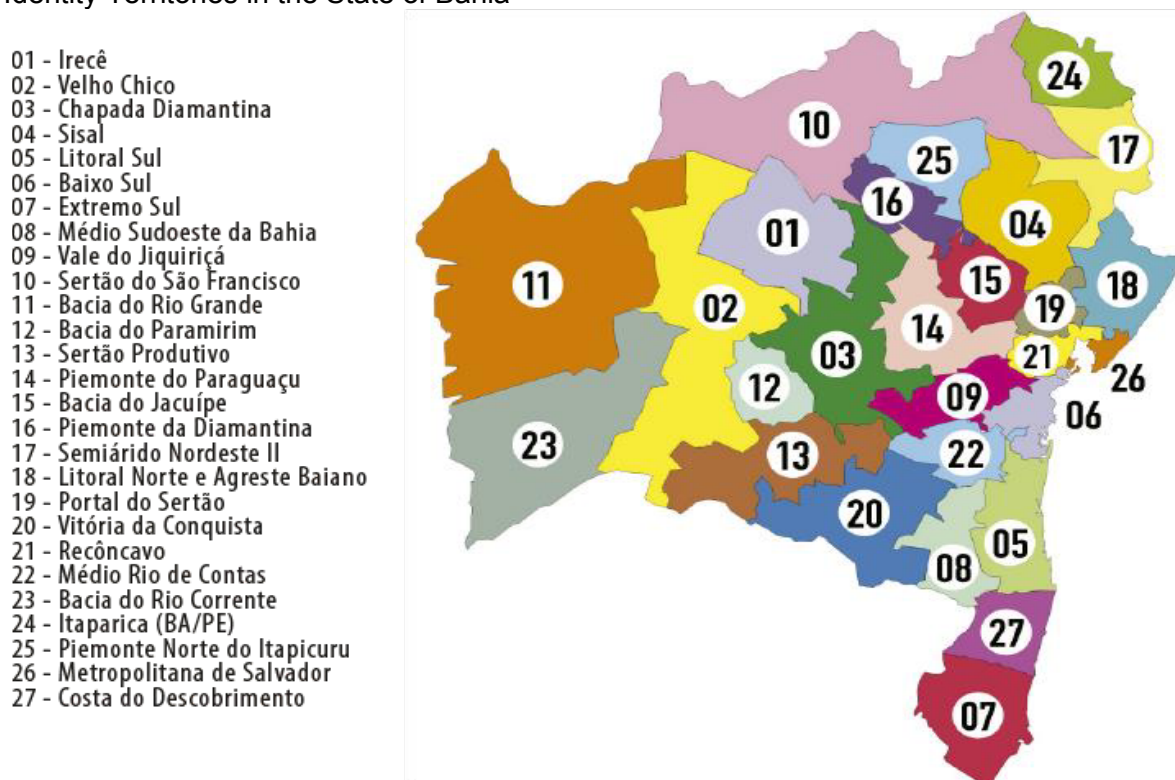 Identity Territories in the State of Bahia
01 - Irecê
02 - Velho Chico
03 - Chapada Diamantina
04 - Sisal
05 - Litoral Sul
06 - Baixo Sul
07 - Extremo Sul
08 - Médio Sudoeste da Bahia
09 - Vale do Jiquiriçá
10 - Sertão do São Francisco
11 - Bacia do Rio Grande
12 - Bacia do Paramirim
13 - Sertão Produtivo
14 - Piemonte do Paraguaçu
15 - Bacia do Jacuípe
16 - Piemonte da Diamantina
17 - Semiárido Nordeste II
18 - Litoral Norte e Agreste Baiano
19 - Portal do Sertão
20 - Vitória da Conquista
21 - Recôncavo
22 - Médio Rio de Contas
23 - Bacia do Rio Corrente
24 - Itaparica (BA/PE)
25 - Piemonte Norte do Itapicuru
26 - Metropolitana de Salvador
27 - Costa do Descobrimento
24
10
17
25
16
01
04
11
15
18
02
19
14
03
21
26
12
09
06
23
13
22
20
05
08
27
07